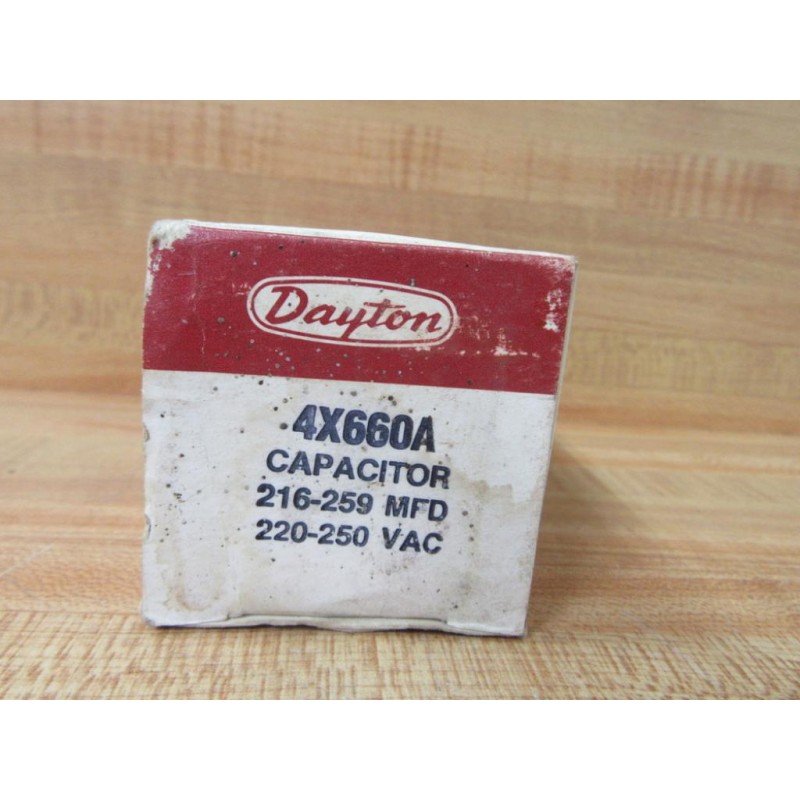 Dayton
4X660A
CAPACITOR
216-259 MFD
220-250 VAC